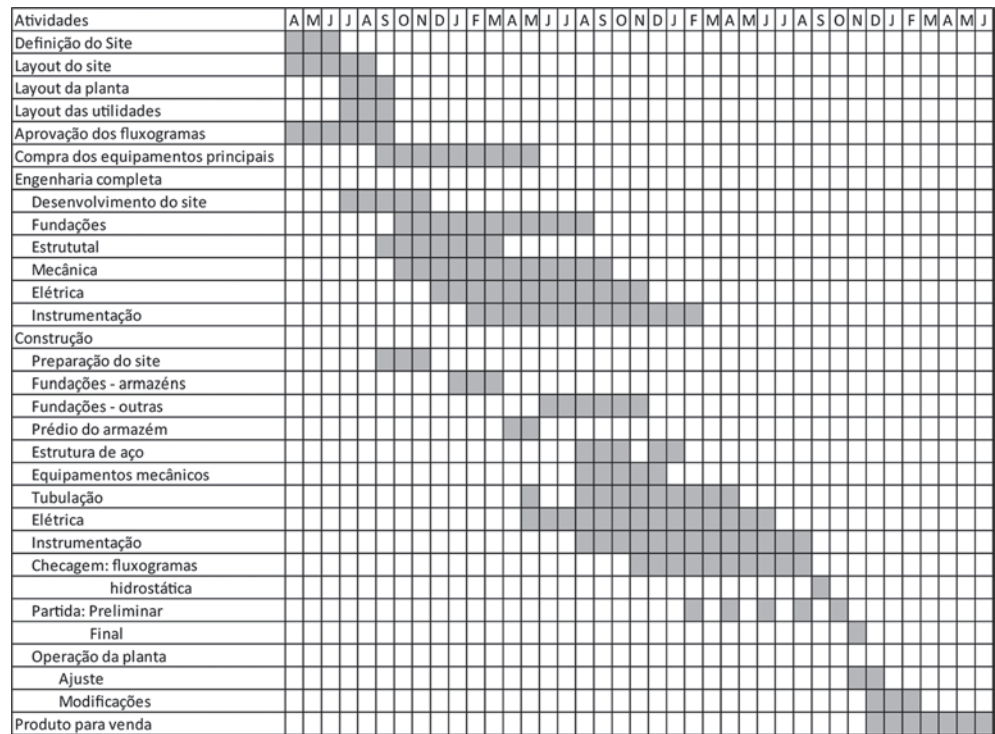 Atividades A M J J A S O N D J F M A M J J A S O N D J F M A M J J A S O N D J F M A M J
Definição do Site
Layout do site
Layout da planta
Layout das utilidades
Aprovação dos fluxogramas
Compra dos equipamentos principais
Engenharia completa
Desenvolvimento do site
Fundações
Estrututal
Mecânica
Elétrica
Instrumentação
Construção
Preparação do site
Fundações - armazéns
Fundações - outras
Prédio do armazém
Estrutura de aço
Equipamentos mecânicos
Tubulação
Elétrica
Instrumentação
Checagem: fluxogramas
hidrostática
Partida: Preliminar
Final
Operação da planta
Ajuste
Modificações
Produto para venda